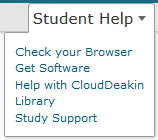 Student Help
Check your Browser
Get Software
Help with CloudDeakin
Library
Study Support